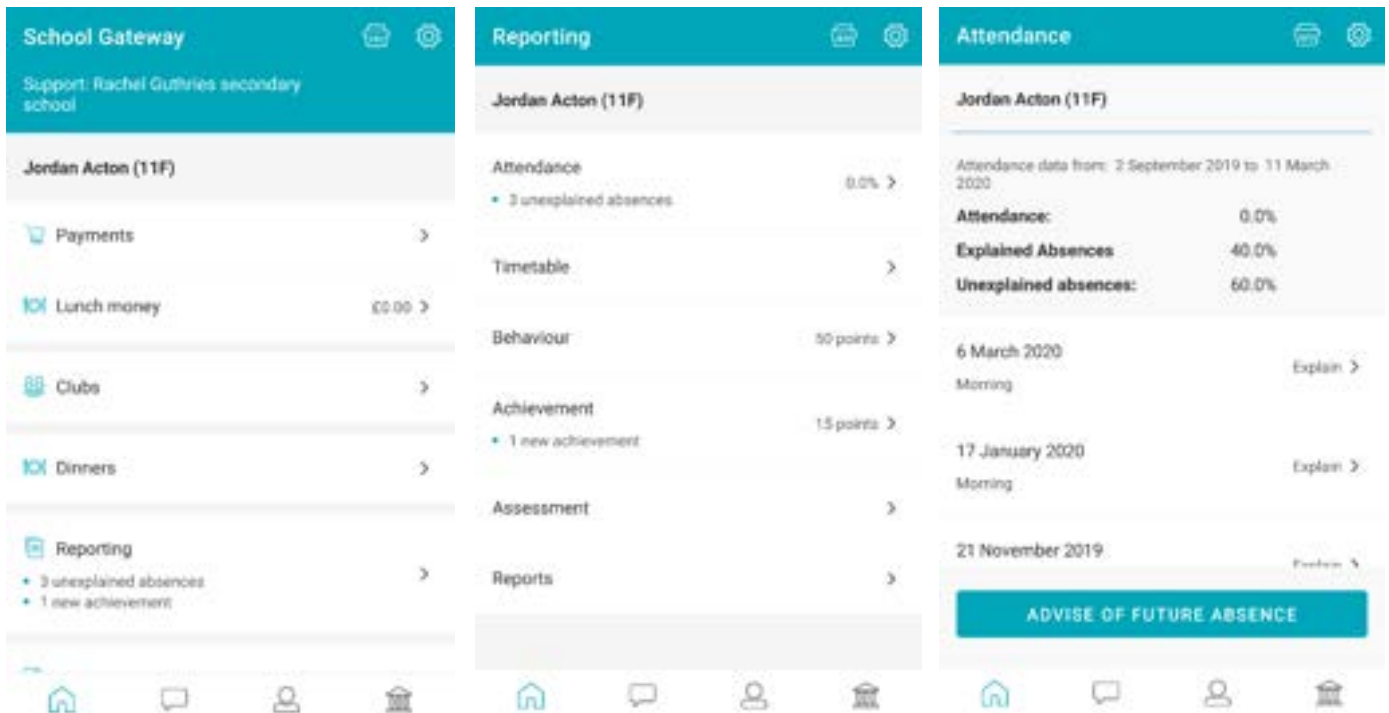 School Gateway
Support: Rachel Guthries secondary
school
Jordan Acton (11F)
Payments
Lunch money £0.00
Clubs
Dinners
Reporting
3 unexplained absences
1 new achievement
Reporting
Jordan Acton (11F)
Attendance 0.0%
3 unexplained absences
Timetable
Behaviour 50 points
Achievement 15 points
1 new achievement
Assessment
Reports
Attendance
Jordan Acton (11F)
Attendance data from: 2 September 2019 to 11 March
2020
Attendance: 0.0%
Explained Absences 40.0%
Unexplained absences: 60.0%
6 March 2020
Morning
Explain
17 January 2020
Morning
Explain
21 November 2019
Explain
ADVISE OF FUTURE ABSENCE